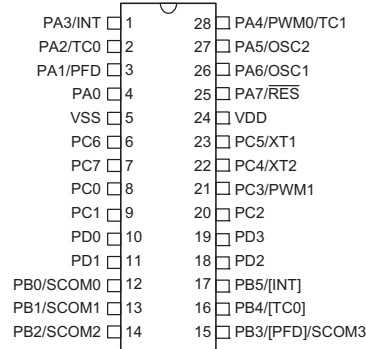 PA3/INT 1 28 PA4/PWM0/TC1
PA2/TC0 2 27 PA5/OSC2
PA1/PFD 3 26 PA6/OSC1
PA0 4 25 PA7/RES
VSS 5 24 VDD
PC6 6 23 PC5/XT1
PC7 7 22 PC4/XT2
PC0 8 21 PC3/PWM1
PC1 9 20 PC2
PD0 10 19 PD3
PD1 11 18 PD2
PB0/SCOM0 12 17 PB5/[INT]
PB1/SCOM1 13 16 PB4/[TC0]
PB2/SCOM2 14 15 PB3/[PFD]/SCOM3